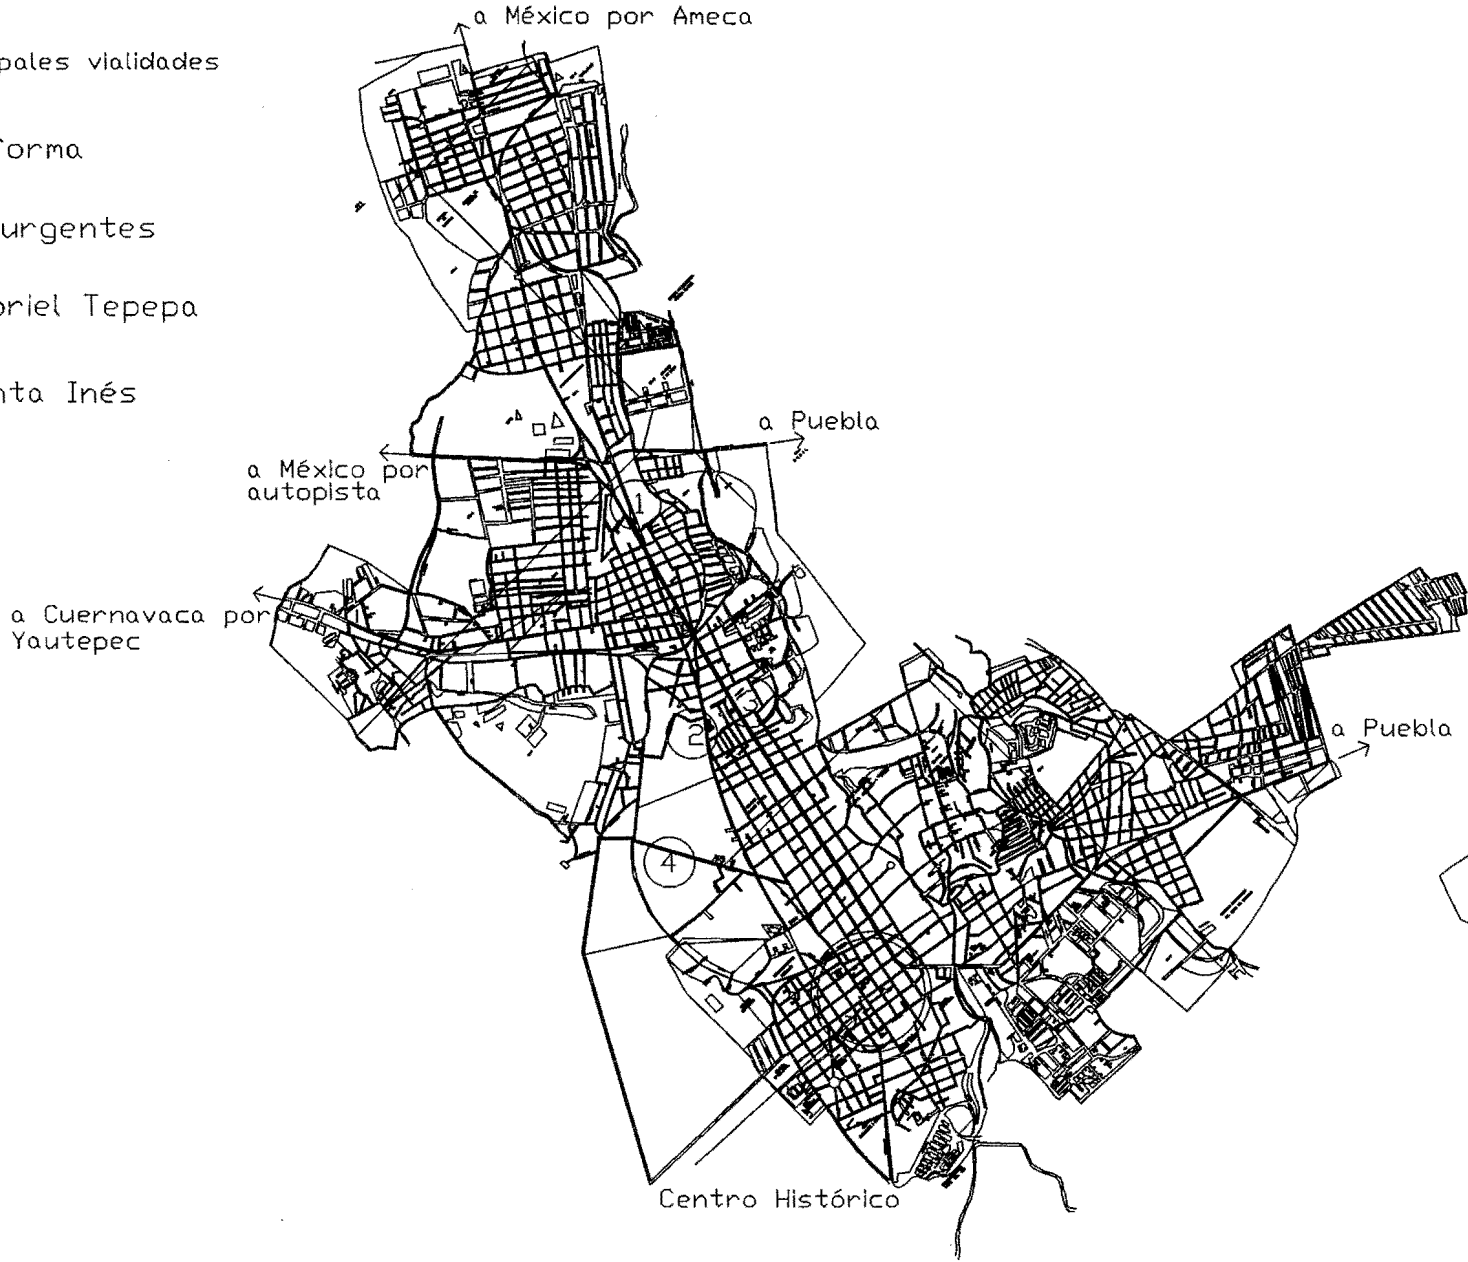 a México por Ameca
pales vialidades
forma
urgentes
briel Tepepa
nta Inés
a Puebla
a México por
autopista
1
a Cuernavaca por
Yautepec
3
2
a Puebla
4
Centro Histórico